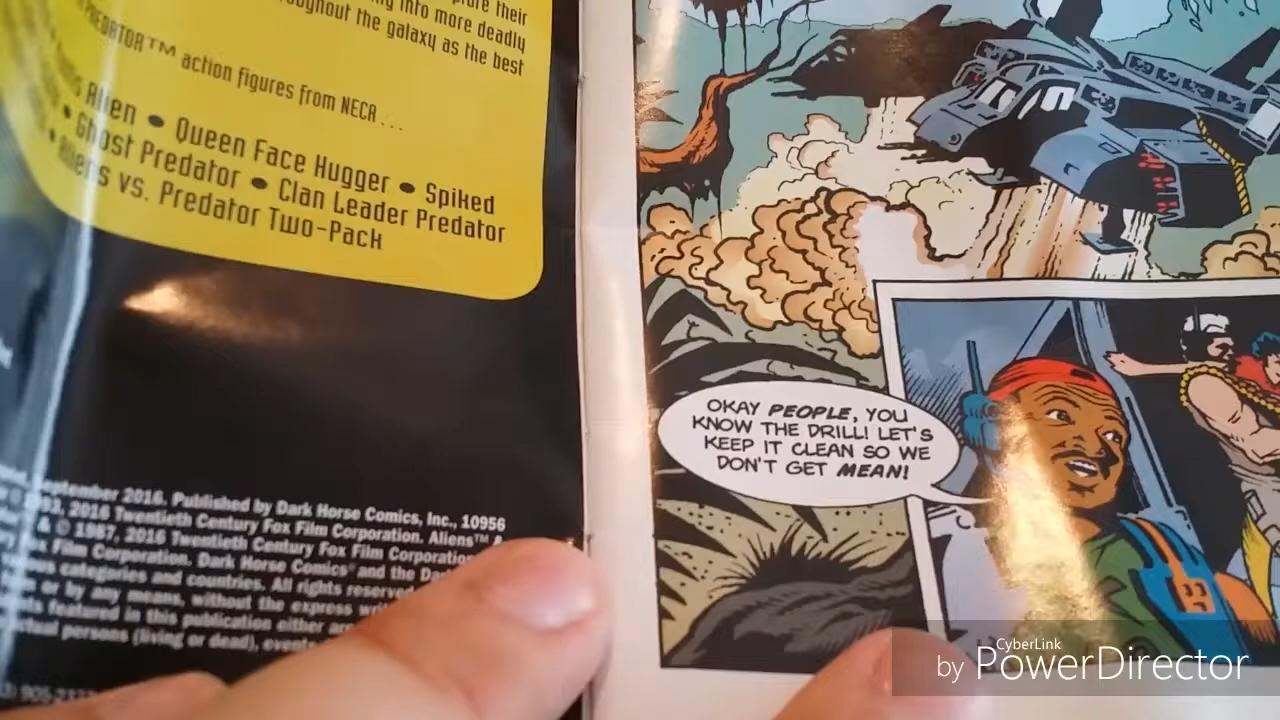 their
into more deadly
the galaxy as the best
PREDATOR™ action figures from NECA ...
Alien • Queen Face Hugger • Spiked
• Ghost Predator • Clan Leader Predator
• Aliens vs. Predator Two-Pack
2016. Published by Dark Horse Comics, Inc., 10956
2016 Twentieth Century Fox Film Corporation. Aliens™ &
& © 1987, 2016 Twentieth Century Fox Film Corporation
Fox Film Corporation. Dark Horse Comics® and the
categories and countries. All rights reserved
or by any means, without the express
featured in this publication either
persons (living or dead),
OKAY PEOPLE, YOU
KNOW THE DRILL! LET'S
KEEP IT CLEAN SO WE
DON'T GET MEAN!
CyberLink
by PowerDirector